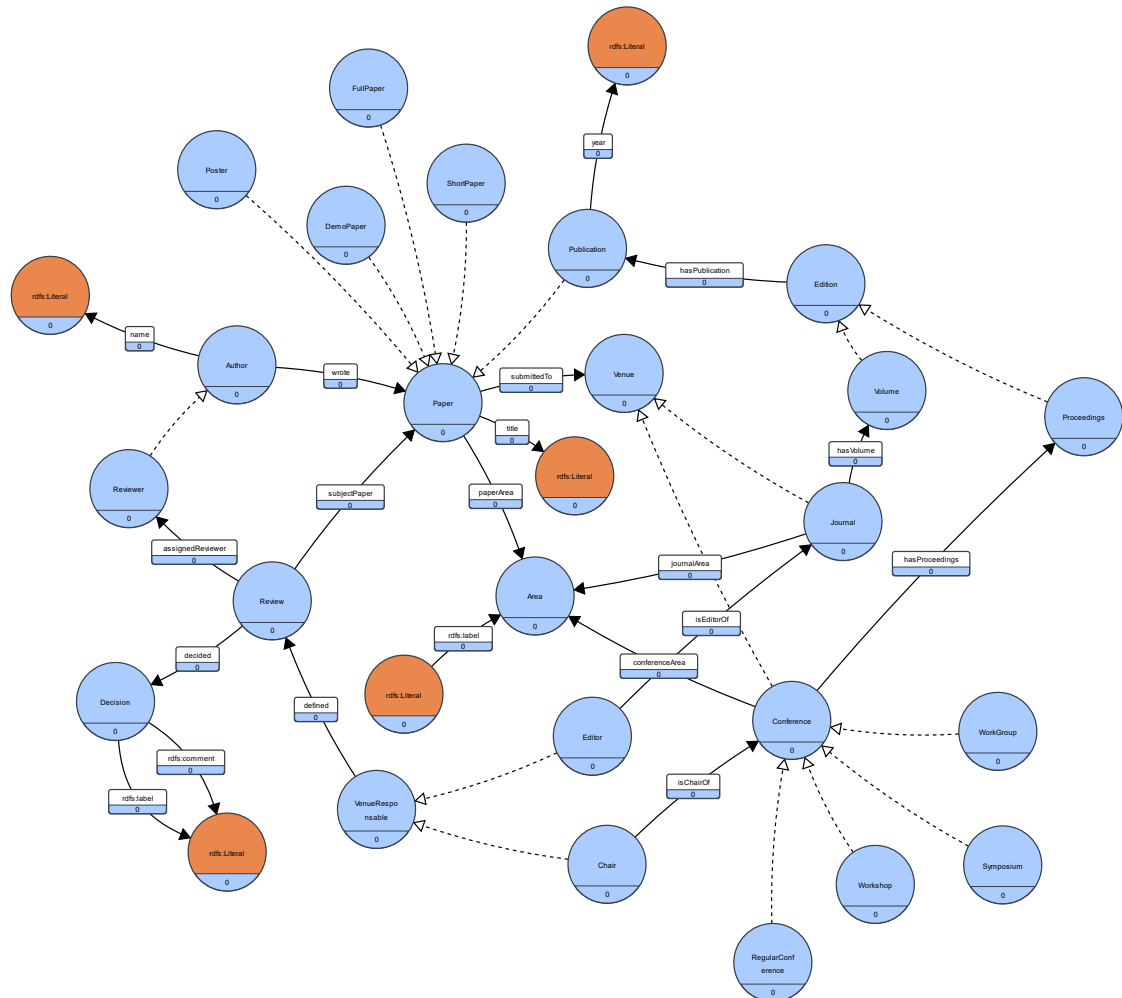 rdfs:Literal
0
FullPaper
0
year
0
Poster
0
ShortPaper
0
DemoPaper
0
Publication
0
hasPublication
0
Edition
0
rdfs:Literal
0
name
0
Author
0
wrote
0
Paper
0
submittedTo
0
Venue
0
Volume
0
Proceedings
0
title
0
hasVolume
0
rdfs:Literal
0
Reviewer
0
subjectPaper
0
paperArea
0
Journal
0
assignedReviewer
0
journalArea
0
hasProceedings
0
Review
0
Area
0
isEditorOf
0
rdfs:label
0
decided
0
conferenceArea
0
rdfs:Literal
0
Decision
0
defined
0
Editor
0
Conference
0
WorkGroup
0
rdfs:comment
0
isChairOf
0
rdfs:label
0
VenueRespo
nsable
0
rdfs:Literal
0
Chair
0
Workshop
0
Symposium
0
RegularConf
erence
0